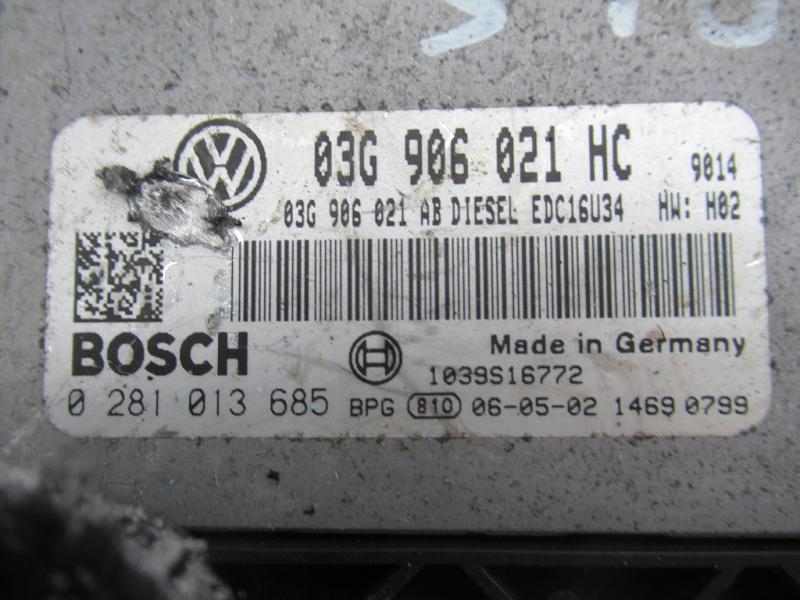 03G 906 021 HC 9014
03G 906 021 AB DIESEL EDC16U34 HW: H02
BOSCH
Made in Germany
1039S16772
0 281 013 685 BPG 810 06-05-02 1469 0799